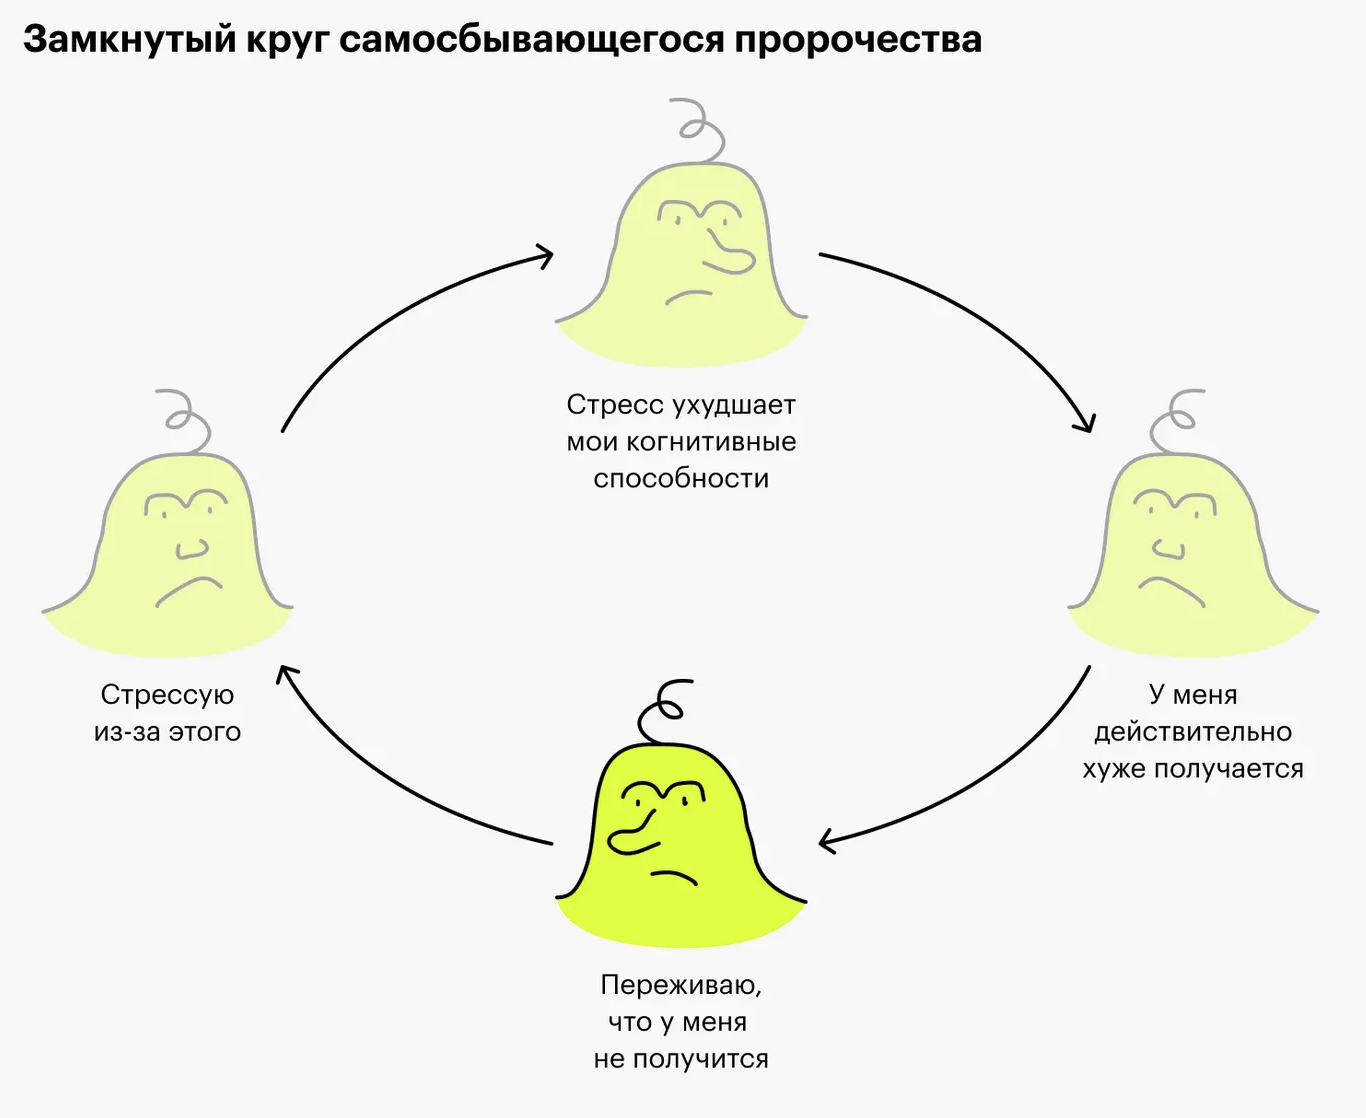 Замкнутый круг самосбывающегося пророчества
Стресс ухудшает
мои когнитивные
способности
Стрессую
из-за этого
У меня
действительно
хуже получается
Переживаю,
что у меня
не получится